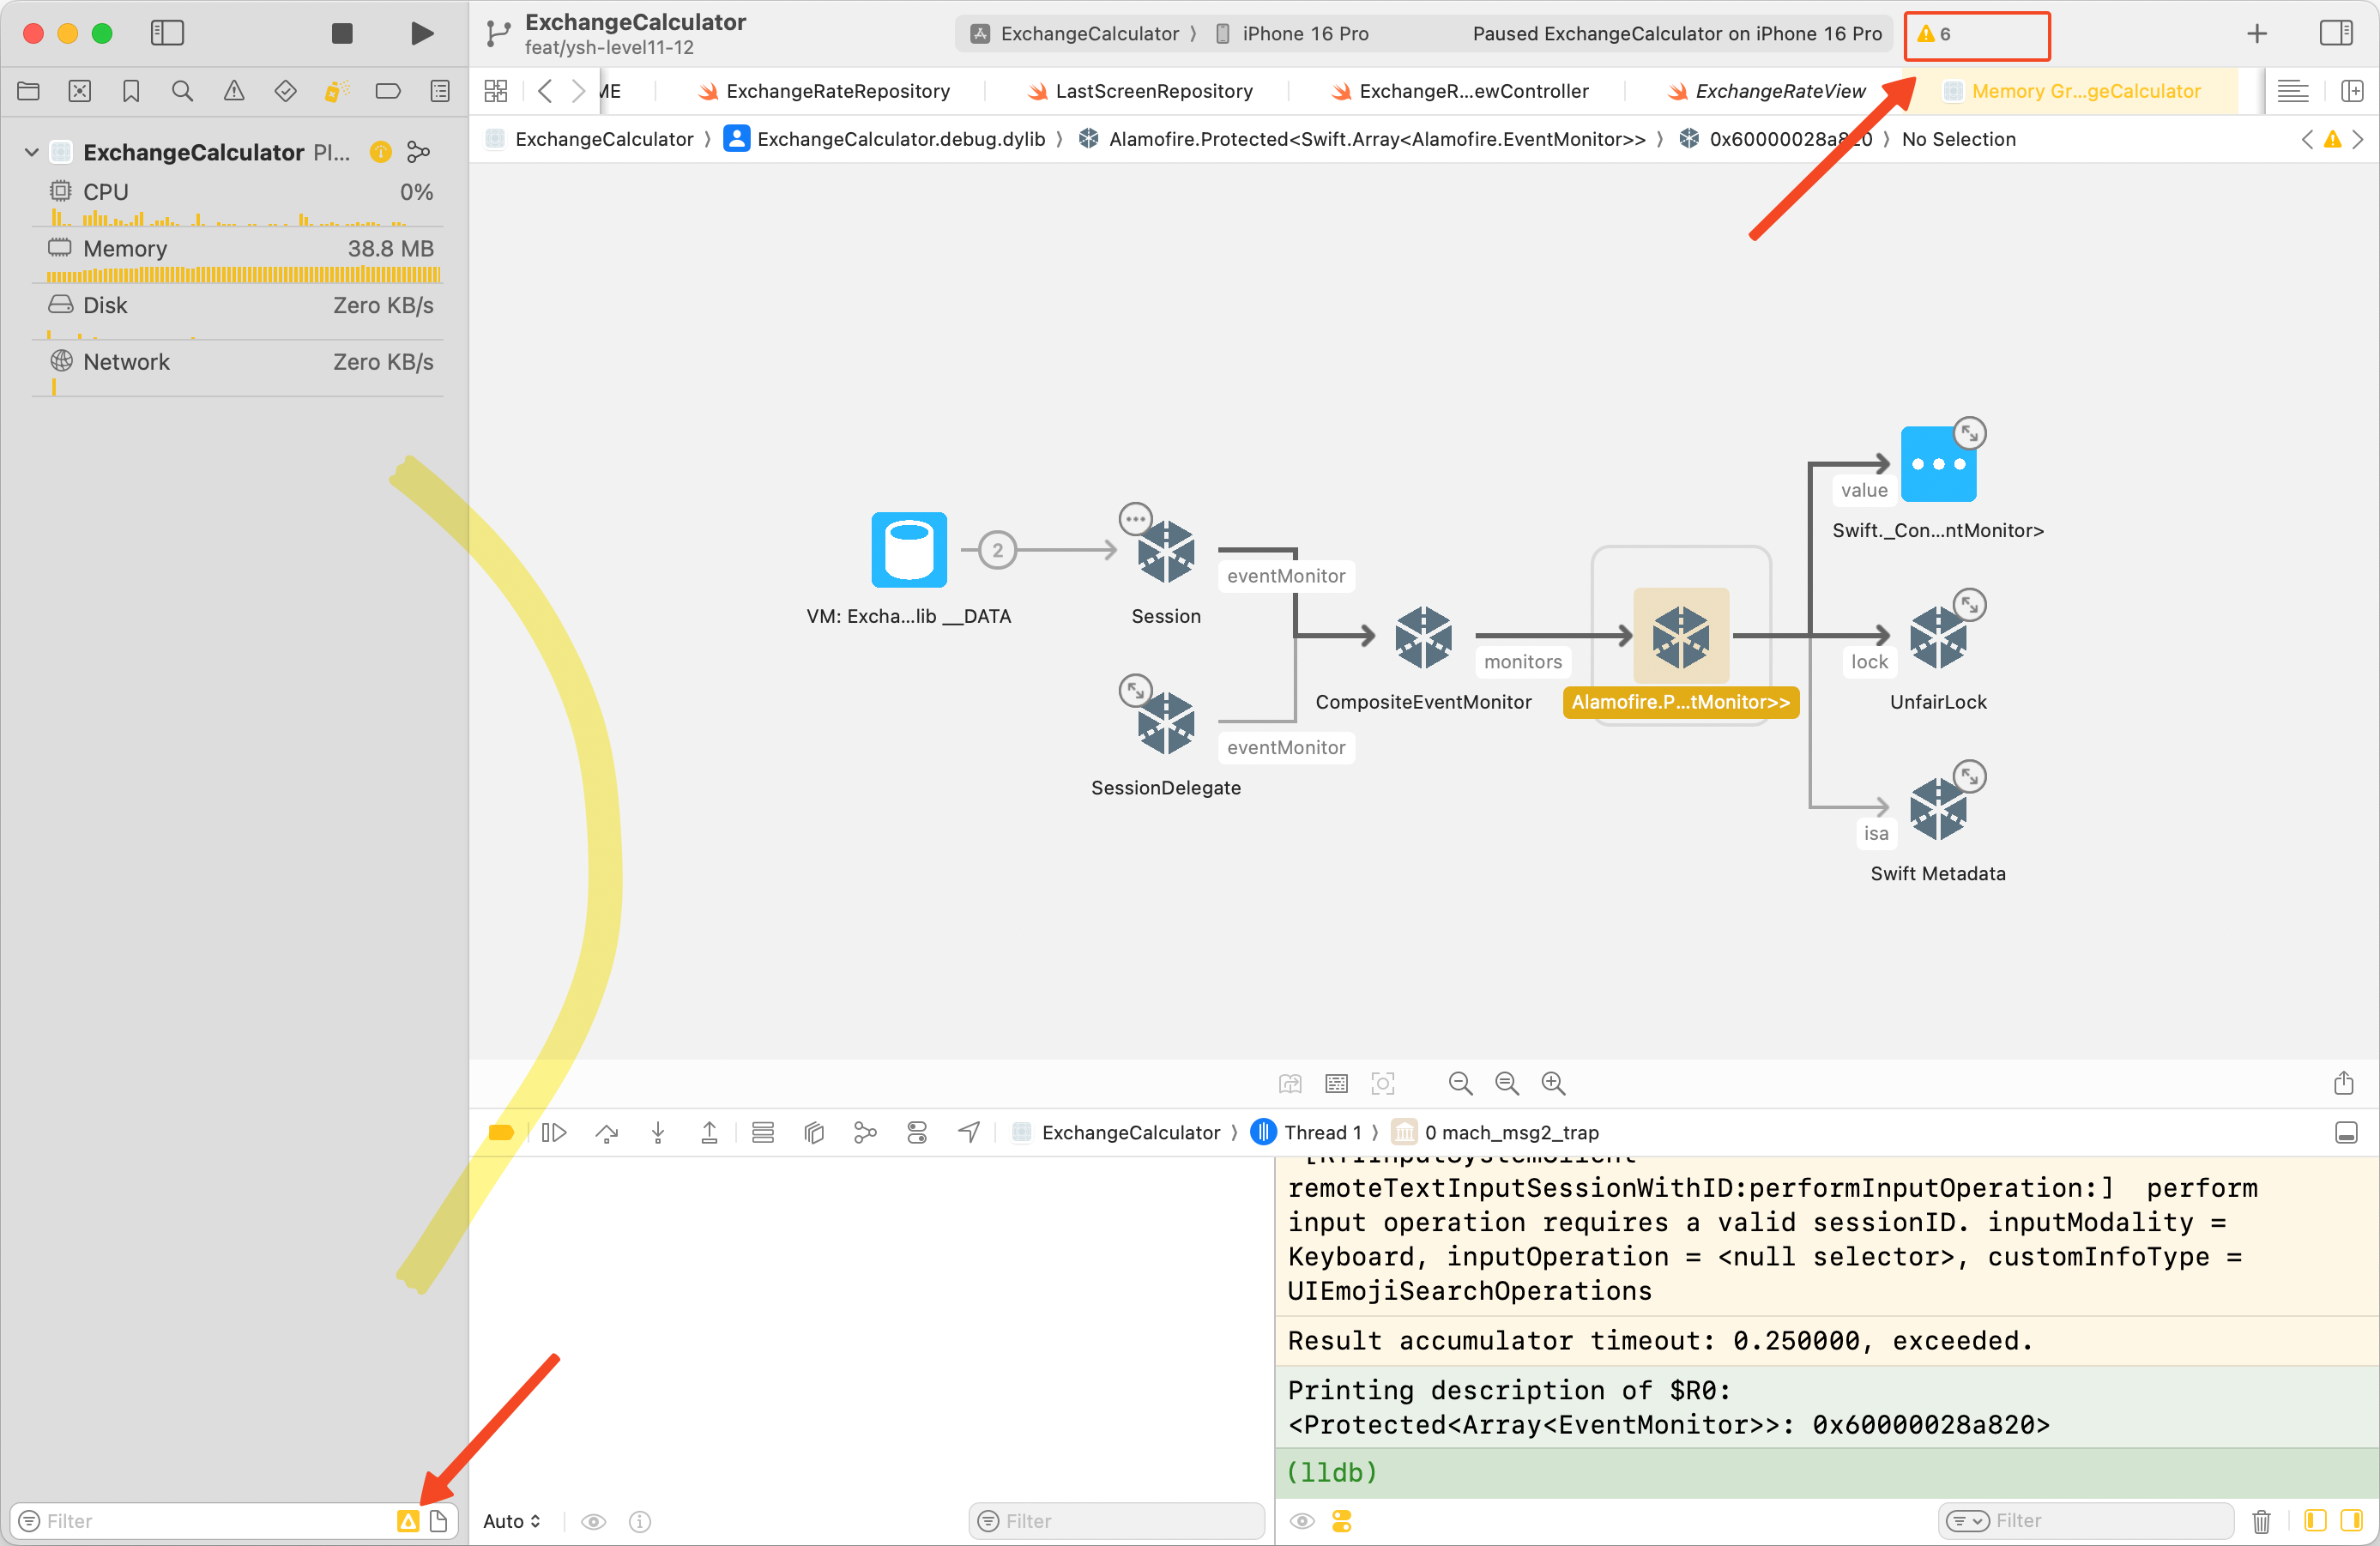 ExchangeCalculator
feat/ysh-level11-12
ExchangeCalculator 〉 iPhone 16 Pro
Paused ExchangeCalculator on iPhone 16 Pro
6
ME
ExchangeRateRepository
LastScreenRepository
ExchangeR...ewController
ExchangeRateView
Memory Gr...geCalculator
ExchangeCalculator 〉 ExchangeCalculator.debug.dylib 〉 Alamofire.Protected<Swift.Array<Alamofire.EventMonitor>> 〉 0x60000028a820 〉 No Selection
ExchangeCalculator PI...
CPU 0%
Memory 38.8 MB
Disk Zero KB/s
Network Zero KB/s
value
Swift._Con...ntMonitor>
2
eventMonitor
VM: Excha...lib __DATA
Session
monitors
lock
CompositeEventMonitor
Alamofire.P...tMonitor>>
UnfairLock
eventMonitor
SessionDelegate
isa
Swift Metadata
ExchangeCalculator 〉 Thread 1 〉 0 mach_msg2_trap
remoteTextInputSessionWithID:performInputOperation:]  perform
input operation requires a valid sessionID. inputModality =
Keyboard, inputOperation = <null selector>, customInfoType =
UIEmojiSearchOperations
Result accumulator timeout: 0.250000, exceeded.
Printing description of $R0:
<Protected<Array<EventMonitor>>: 0x60000028a820>
(lldb)
Filter
Auto
Filter
Filter